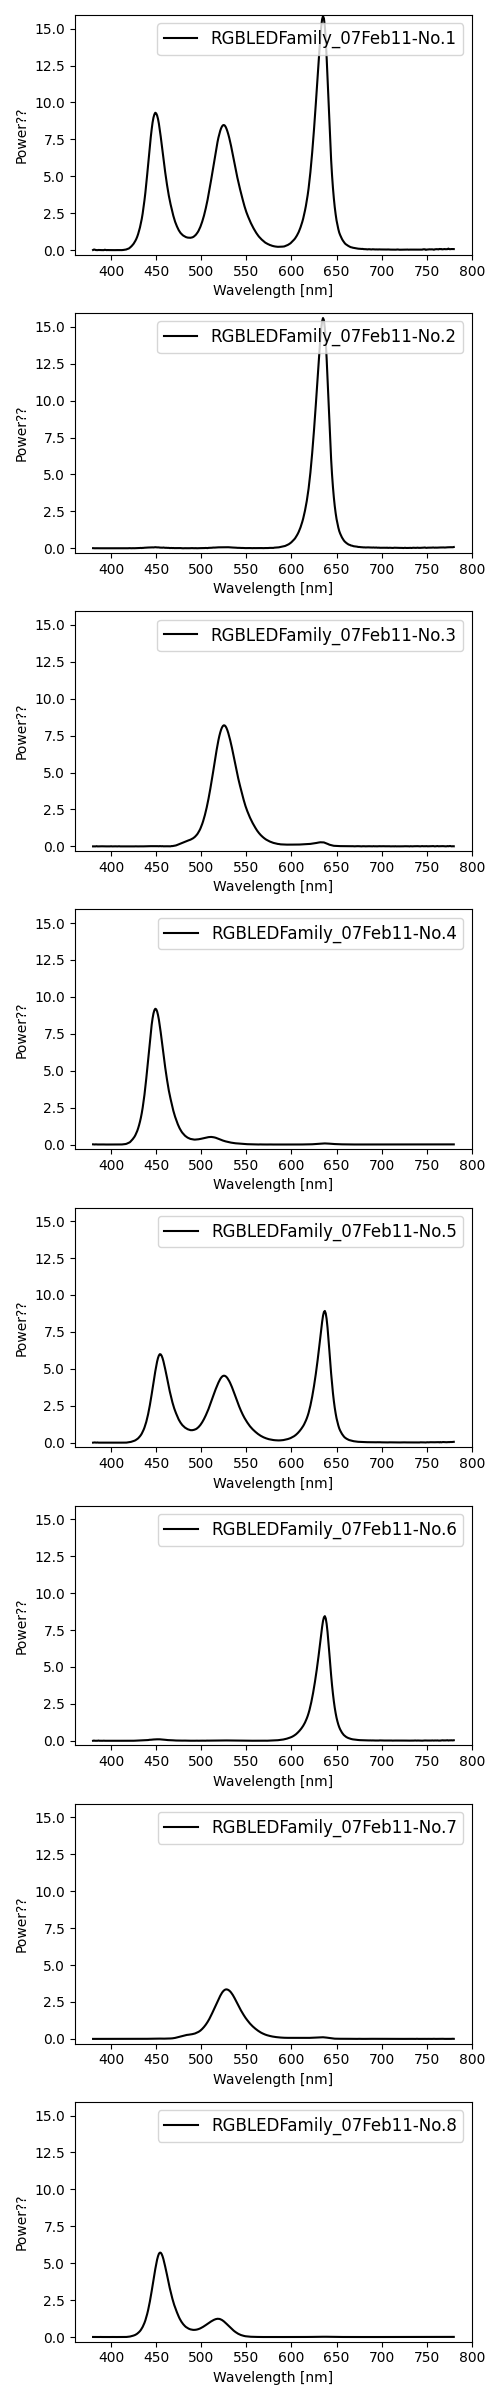 RGBLEDFamily_07Feb11-No.1
15.0
12.5
10.0
7.5
5.0
2.5
0.0
Power??
400 450 500 550 600 650 700 750 800
Wavelength [nm]
RGBLEDFamily_07Feb11-No.2
15.0
12.5
10.0
7.5
5.0
2.5
0.0
Power??
400 450 500 550 600 650 700 750 800
Wavelength [nm]
RGBLEDFamily_07Feb11-No.3
15.0
12.5
10.0
7.5
5.0
2.5
0.0
Power??
400 450 500 550 600 650 700 750 800
Wavelength [nm]
RGBLEDFamily_07Feb11-No.4
15.0
12.5
10.0
7.5
5.0
2.5
0.0
Power??
400 450 500 550 600 650 700 750 800
Wavelength [nm]
RGBLEDFamily_07Feb11-No.5
15.0
12.5
10.0
7.5
5.0
2.5
0.0
Power??
400 450 500 550 600 650 700 750 800
Wavelength [nm]
RGBLEDFamily_07Feb11-No.6
15.0
12.5
10.0
7.5
5.0
2.5
0.0
Power??
400 450 500 550 600 650 700 750 800
Wavelength [nm]
RGBLEDFamily_07Feb11-No.7
15.0
12.5
10.0
7.5
5.0
2.5
0.0
Power??
400 450 500 550 600 650 700 750 800
Wavelength [nm]
RGBLEDFamily_07Feb11-No.8
15.0
12.5
10.0
7.5
5.0
2.5
0.0
Power??
400 450 500 550 600 650 700 750 800
Wavelength [nm]